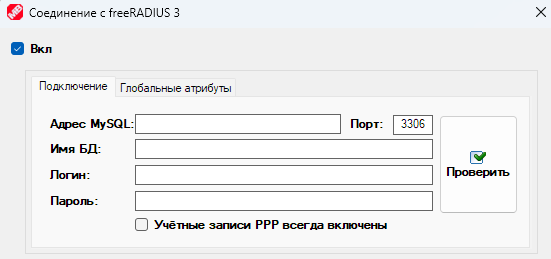 Соединение с freeRADIUS 3
Вкл
Подключение Глобальные атрибуты
Адрес MySQL: Порт: 3306
Имя БД:
Логин:
Проверить
Пароль:
Учётные записи PPP всегда включены